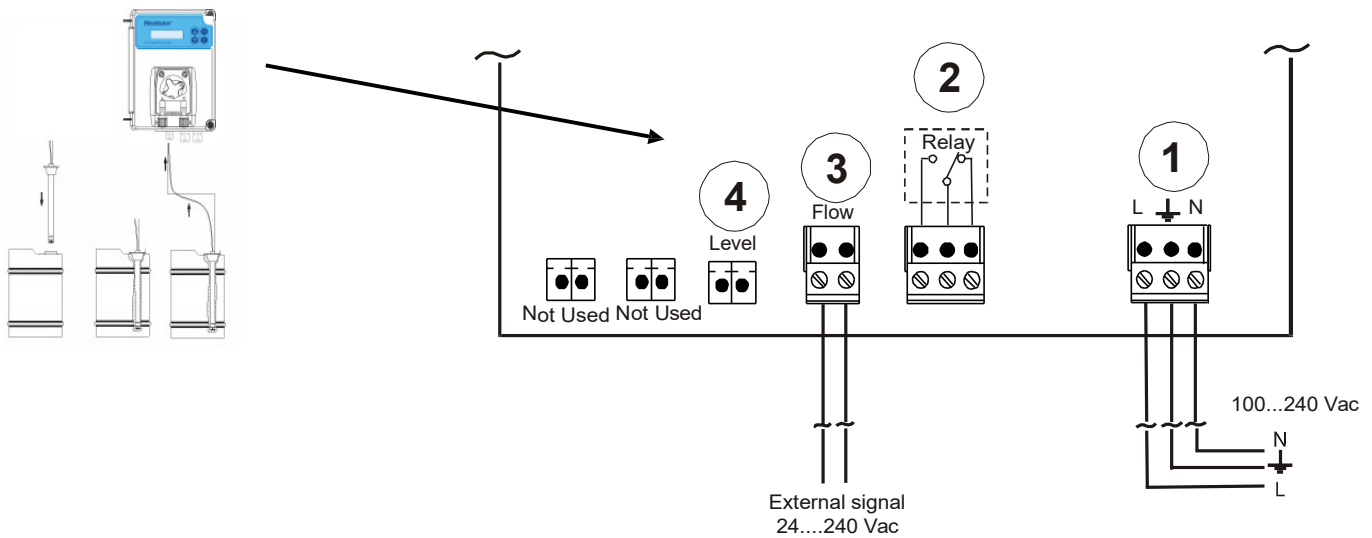 Heatsave
2
Relay
1
3
L N
4
Flow
Level
Not Used Not Used
100...240 Vac
N
L
External signal
24....240 Vac